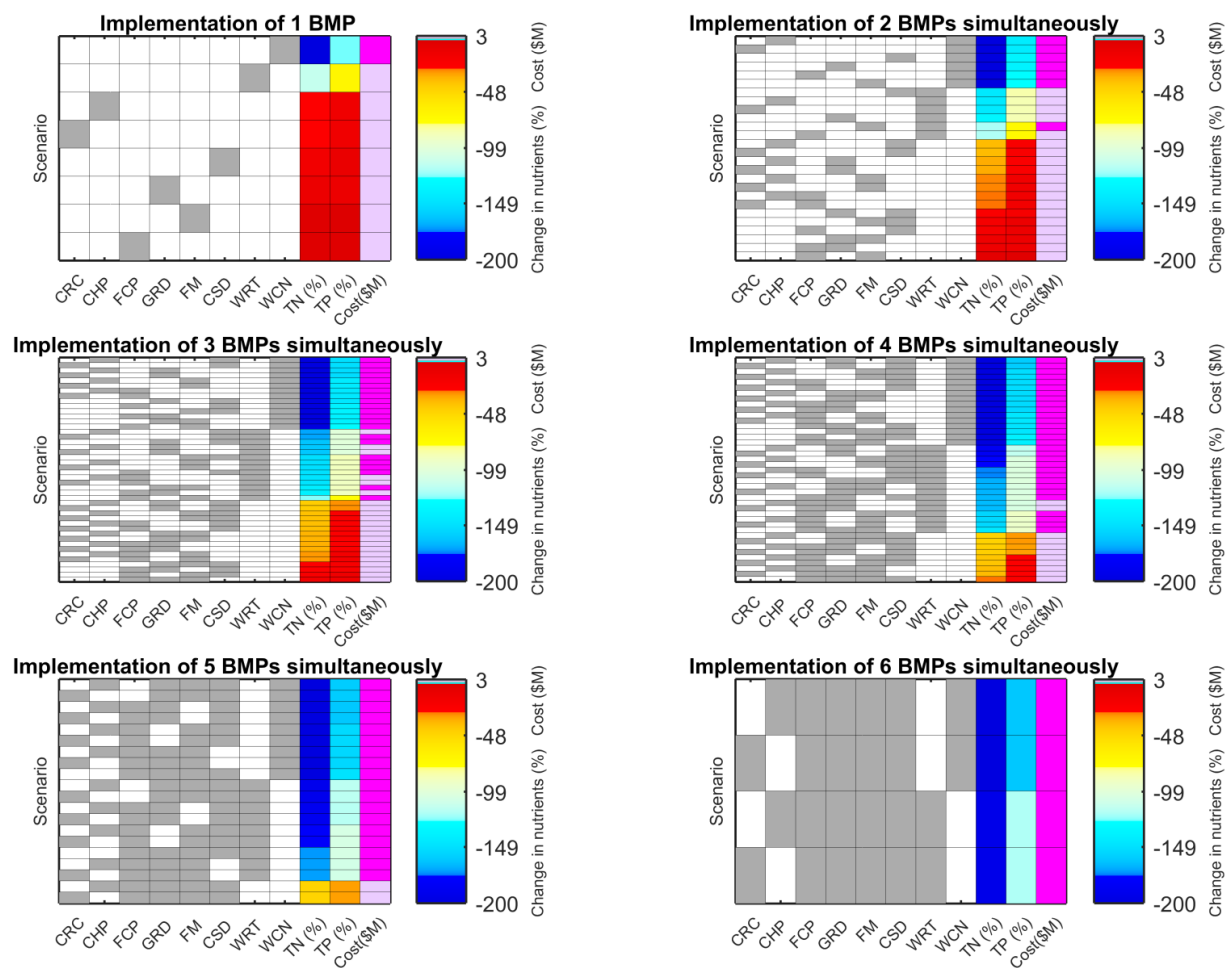 Implementation of 1 BMP
Scenario
CRC
CHP
FCP
GRD
FM
CSD
WRT
WCN
TN (%)
TP (%)
Cost($M)
3
-48
-99
-149
-200
Change in nutrients (%) Cost ($M)
Implementation of 2 BMPs simultaneously
Scenario
CRC
CHP
FCP
GRD
FM
CSD
WRT
WCN
TN (%)
TP (%)
Cost($M)
3
-48
-99
-149
-200
Change in nutrients (%) Cost ($M)
Implementation of 3 BMPs simultaneously
Scenario
CRC
CHP
FCP
GRD
FM
CSD
WRT
WCN
TN (%)
TP (%)
Cost($M)
3
-48
-99
-149
-200
Change in nutrients (%) Cost ($M)
Implementation of 4 BMPs simultaneously
Scenario
CRC
CHP
FCP
GRD
FM
CSD
WRT
WCN
TN (%)
TP (%)
Cost($M)
3
-48
-99
-149
-200
Change in nutrients (%) Cost ($M)
Implementation of 5 BMPs simultaneously
Scenario
CRC
CHP
FCP
GRD
FM
CSD
WRT
WCN
TN (%)
TP (%)
Cost($M)
3
-48
-99
-149
-200
Change in nutrients (%) Cost ($M)
Implementation of 6 BMPs simultaneously
Scenario
CRC
CHP
FCP
GRD
FM
CSD
WRT
WCN
TN (%)
TP (%)
Cost($M)
3
-48
-99
-149
-200
Change in nutrients (%) Cost ($M)